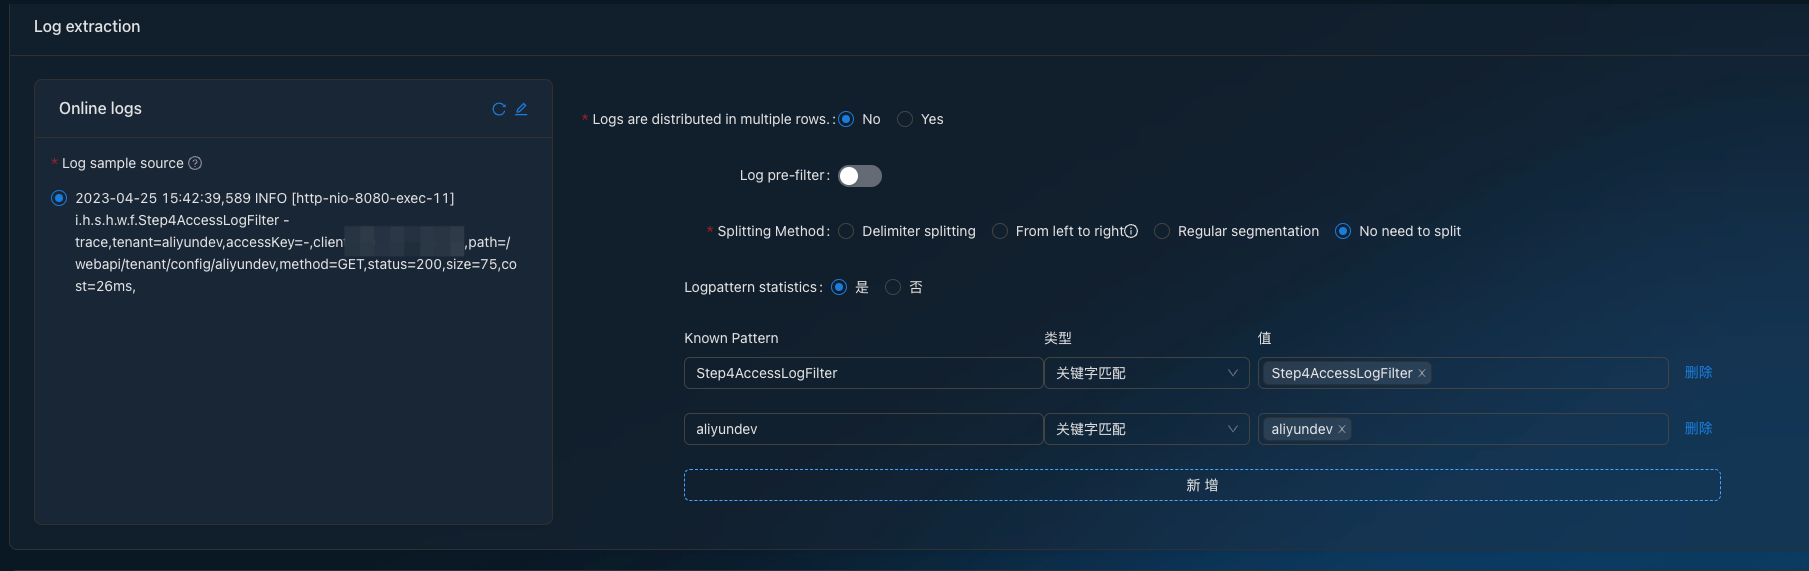 Log extraction
Online logs
* Log sample source
2023-04-25 15:42:39,589 INFO [http-nio-8080-exec-11]
i.h.s.h.w.f.Step4AccessLogFilter -
trace,tenant=aliyundev,accessKey=-,clien ,path=/
webapi/tenant/config/aliyundev,method=GET,status=200,size=75,co
st=26ms,
* Logs are distributed in multiple rows. : No Yes
Log pre-filter :
* Splitting Method : Delimiter splitting From left to right Regular segmentation No need to split
Logpattern statistics : 是 否
Known Pattern 类型 值
Step4AccessLogFilter 关键字匹配 Step4AccessLogFilter × 删除
aliyundev 关键字匹配 aliyundev × 删除
新 增